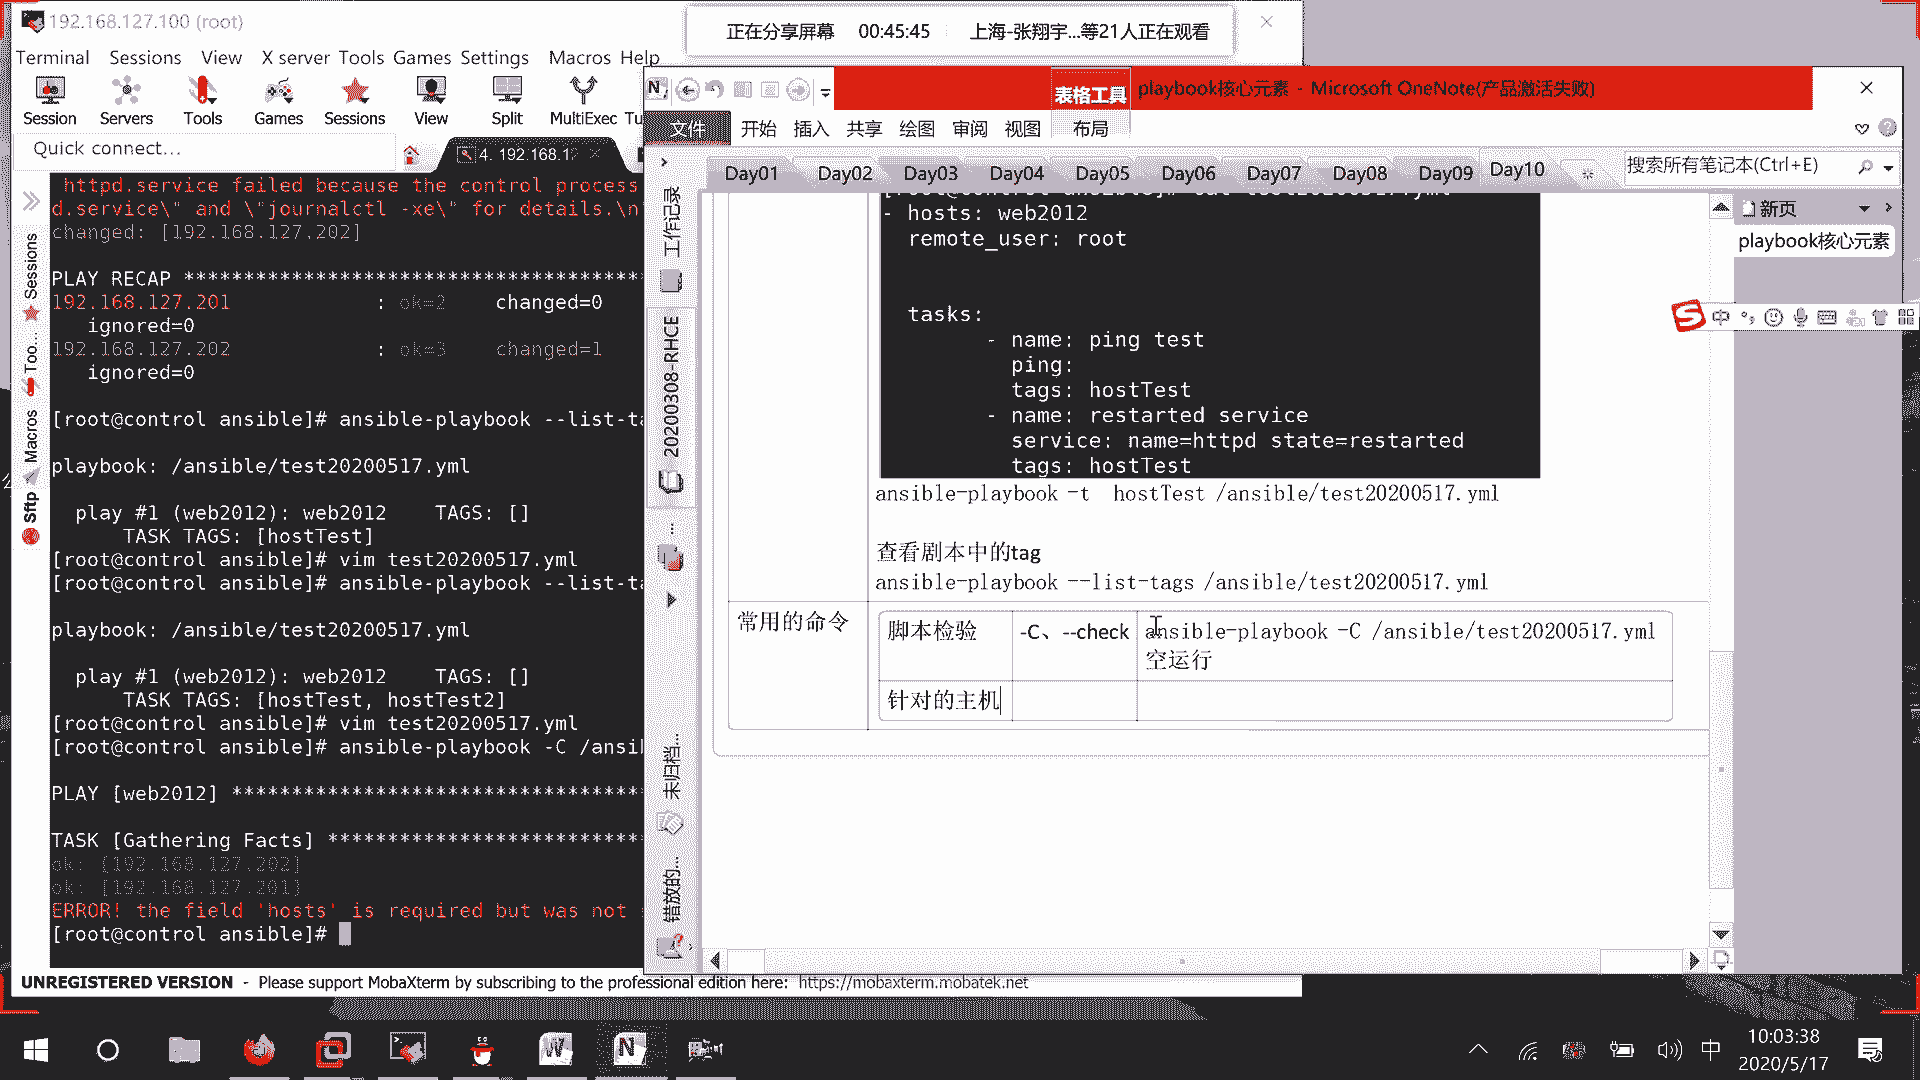 192.168.127.100 (root)
正在分享屏幕 00:45:45 上海-张翔宇...等21人正在观看
Terminal Sessions View X server Tools Games Settings Macros Help
Session Servers Tools Games Sessions View Split MultiExec Tu
Quick connect...
4. 192.168.12
Sessions
Too...
Macros
Sftp
httpd.service failed because the control process
d.service\" and \"journalctl -xe\" for details.\n
changed: [192.168.127.202]
PLAY RECAP *****************************************
192.168.127.201 : ok=2 changed=0
ignored=0
192.168.127.202 : ok=3 changed=1
ignored=0
[root@control ansible]# ansible-playbook --list-ta
playbook: /ansible/test20200517.yml
play #1 (web2012): web2012 TAGS: []
TASK TAGS: [hostTest]
[root@control ansible]# vim test20200517.yml
[root@control ansible]# ansible-playbook --list-ta
playbook: /ansible/test20200517.yml
play #1 (web2012): web2012 TAGS: []
TASK TAGS: [hostTest, hostTest2]
[root@control ansible]# vim test20200517.yml
[root@control ansible]# ansible-playbook -C /ansil
PLAY [web2012] ***********************************
TASK [Gathering Facts] ***************************
ok: [192.168.127.202]
ok: [192.168.127.201]
ERROR! the field 'hosts' is required but was not
[root@control ansible]#
UNREGISTERED VERSION - Please support MobaXterm by subscribing to the professional edition here: https://mobaxterm.mobatek.net
表格工具 playbook核心元素 - Microsoft OneNote(产品激活失败)
文件 开始 插入 共享 绘图 审阅 视图 布局
Day01 Day02 Day03 Day04 Day05 Day06 Day07 Day08 Day09 Day10
搜索所有笔记本(Ctrl+E)
新页
playbook核心元素
工作记录
20200308-RHCE
...
未归档...
错放的...
- hosts: web2012
remote_user: root
tasks:
- name: ping test
ping:
tags: hostTest
- name: restarted service
service: name=httpd state=restarted
tags: hostTest
ansible-playbook -t hostTest /ansible/test20200517.yml
查看剧本中的tag
ansible-playbook --list-tags /ansible/test20200517.yml
常用的命令
脚本检验 -C、--check ansible-playbook -C /ansible/test20200517.yml
空运行
针对的主机
中
中
10:03:38
2020/5/17